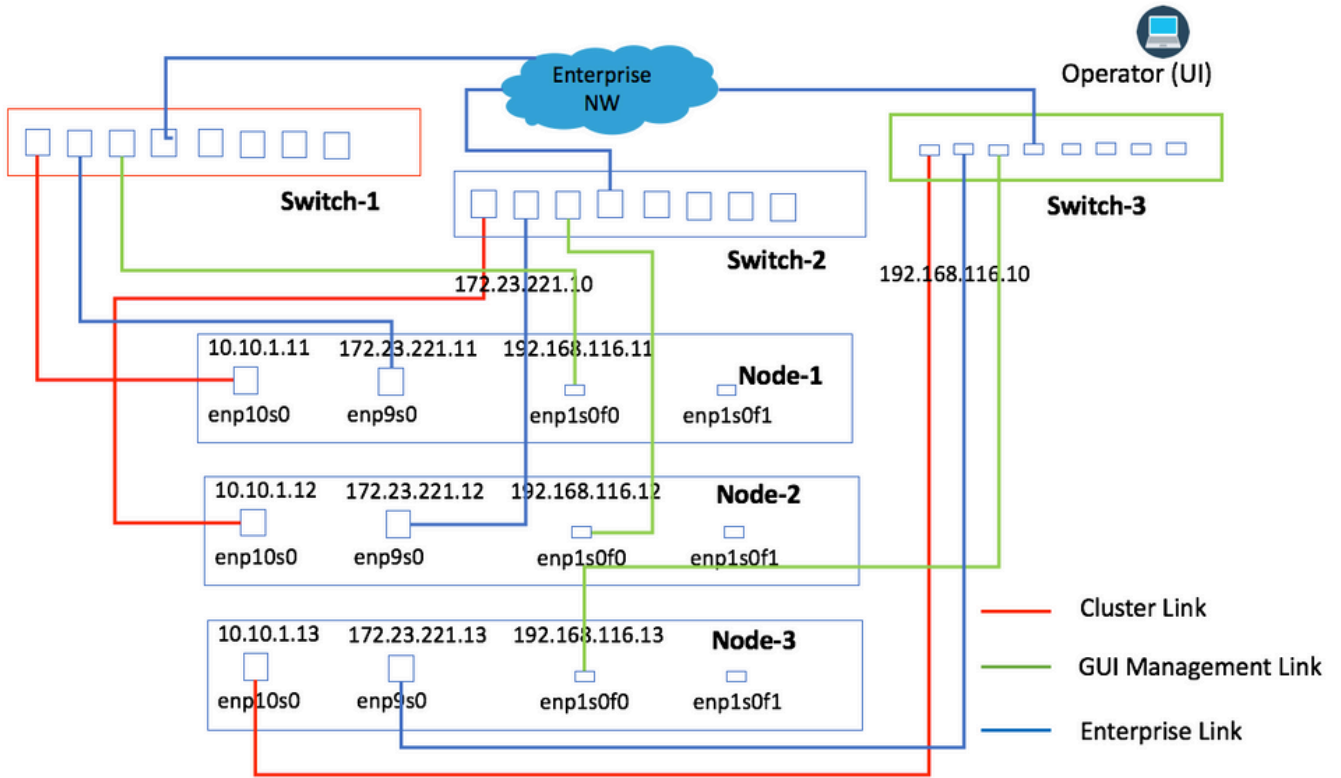 Operator (UI)
Enterprise
NW
Switch-1
Switch-2
Switch-3
172.23.221.10
192.168.116.10
10.10.1.11
172.23.221.11
192.168.116.11
Node-1
enp10s0
enp9s0
enp1s0f0
enp1s0f1
10.10.1.12
172.23.221.12
192.168.116.12
Node-2
enp10s0
enp9s0
enp1s0f0
enp1s0f1
10.10.1.13
172.23.221.13
192.168.116.13
Node-3
enp10s0
enp9s0
enp1s0f0
enp1s0f1
Cluster Link
GUI Management Link
Enterprise Link